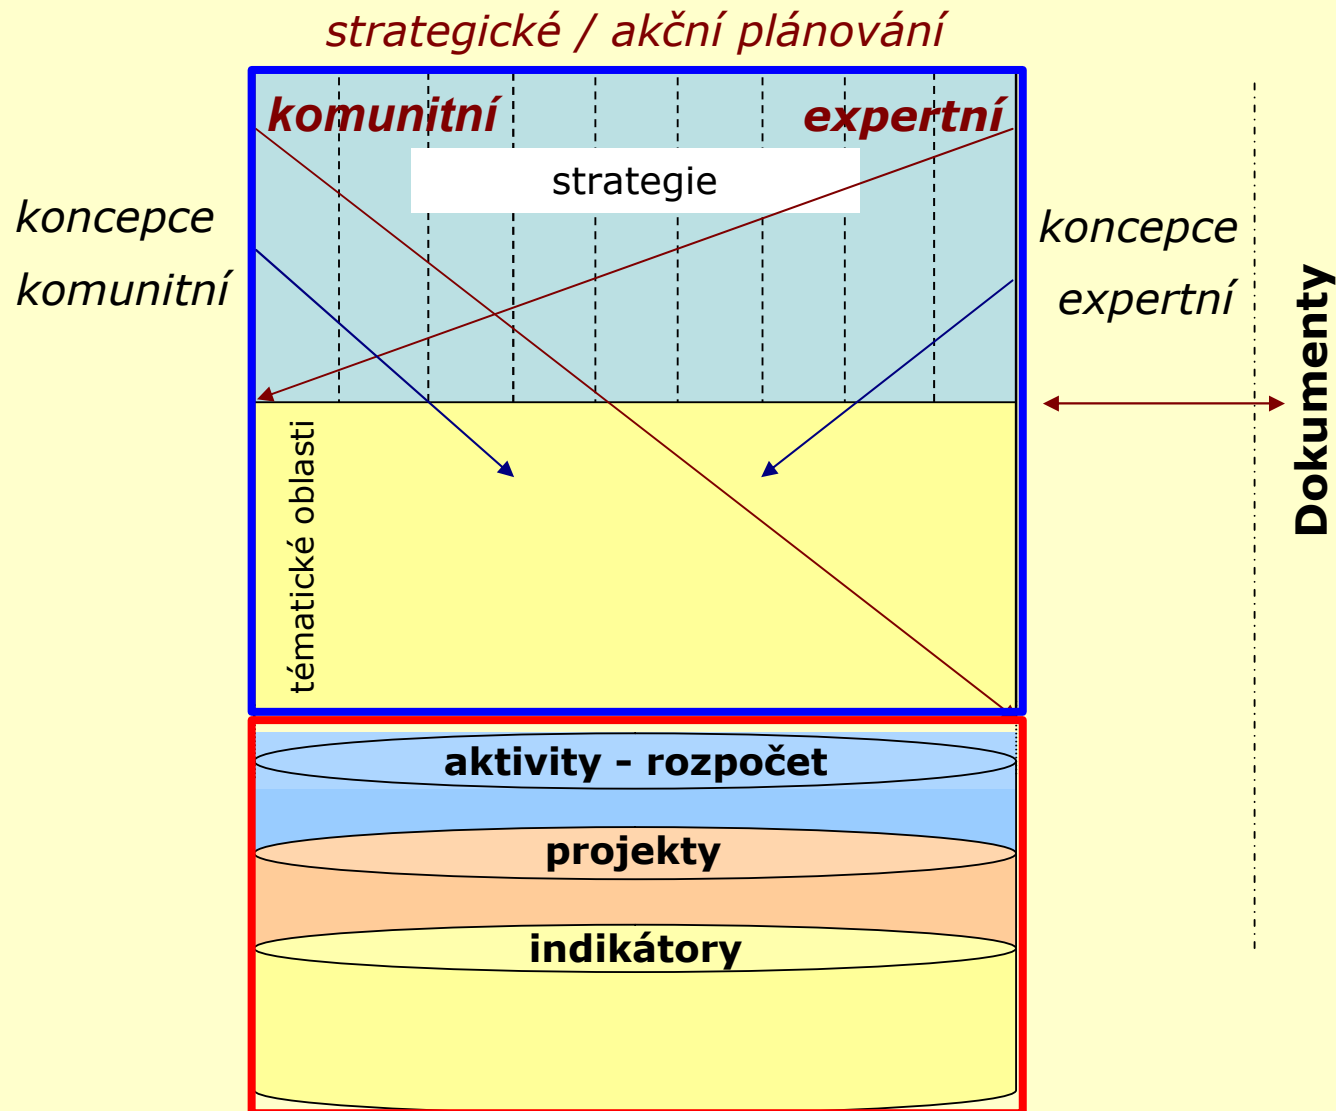 strategické / akční plánování
komunitní
expertní
strategie
koncepce
komunitní
koncepce
expertní
Dokumenty
tématické oblasti
aktivity - rozpočet
projekty
indikátory